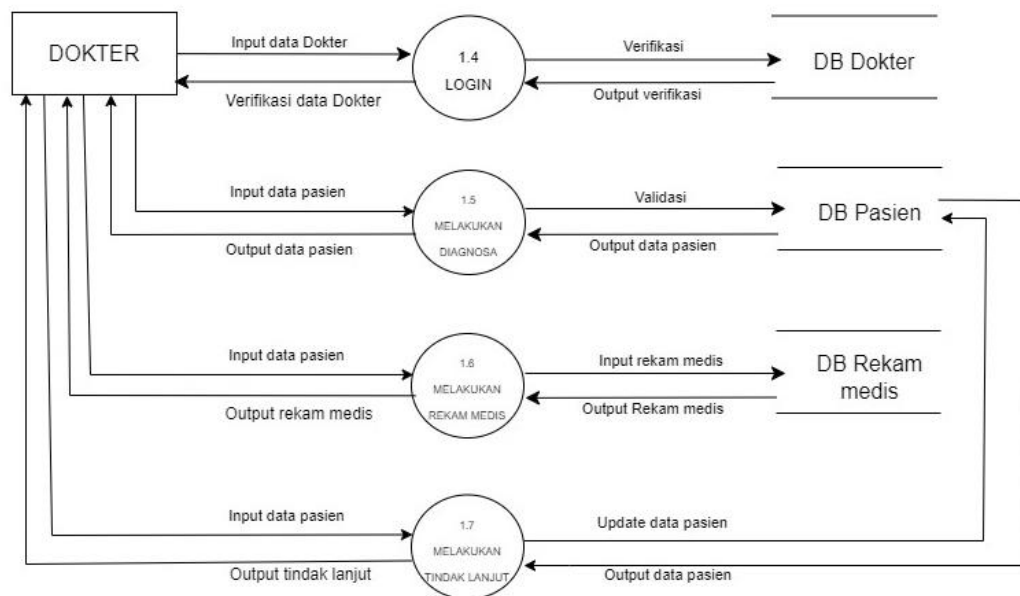 DOKTER
Input data Dokter
Verifikasi data Dokter
1.4
LOGIN
Verifikasi
Output verifikasi
DB Dokter
Input data pasien
Output data pasien
1.5
MELAKUKAN
DIAGNOSA
Validasi
Output data pasien
DB Pasien
Input data pasien
Output rekam medis
1.6
MELAKUKAN
REKAM MEDIS
Input rekam medis
Output Rekam medis
DB Rekam
medis
Input data pasien
Output tindak lanjut
1.7
MELAKUKAN
TINDAK LANJUT
Update data pasien
Output data pasien